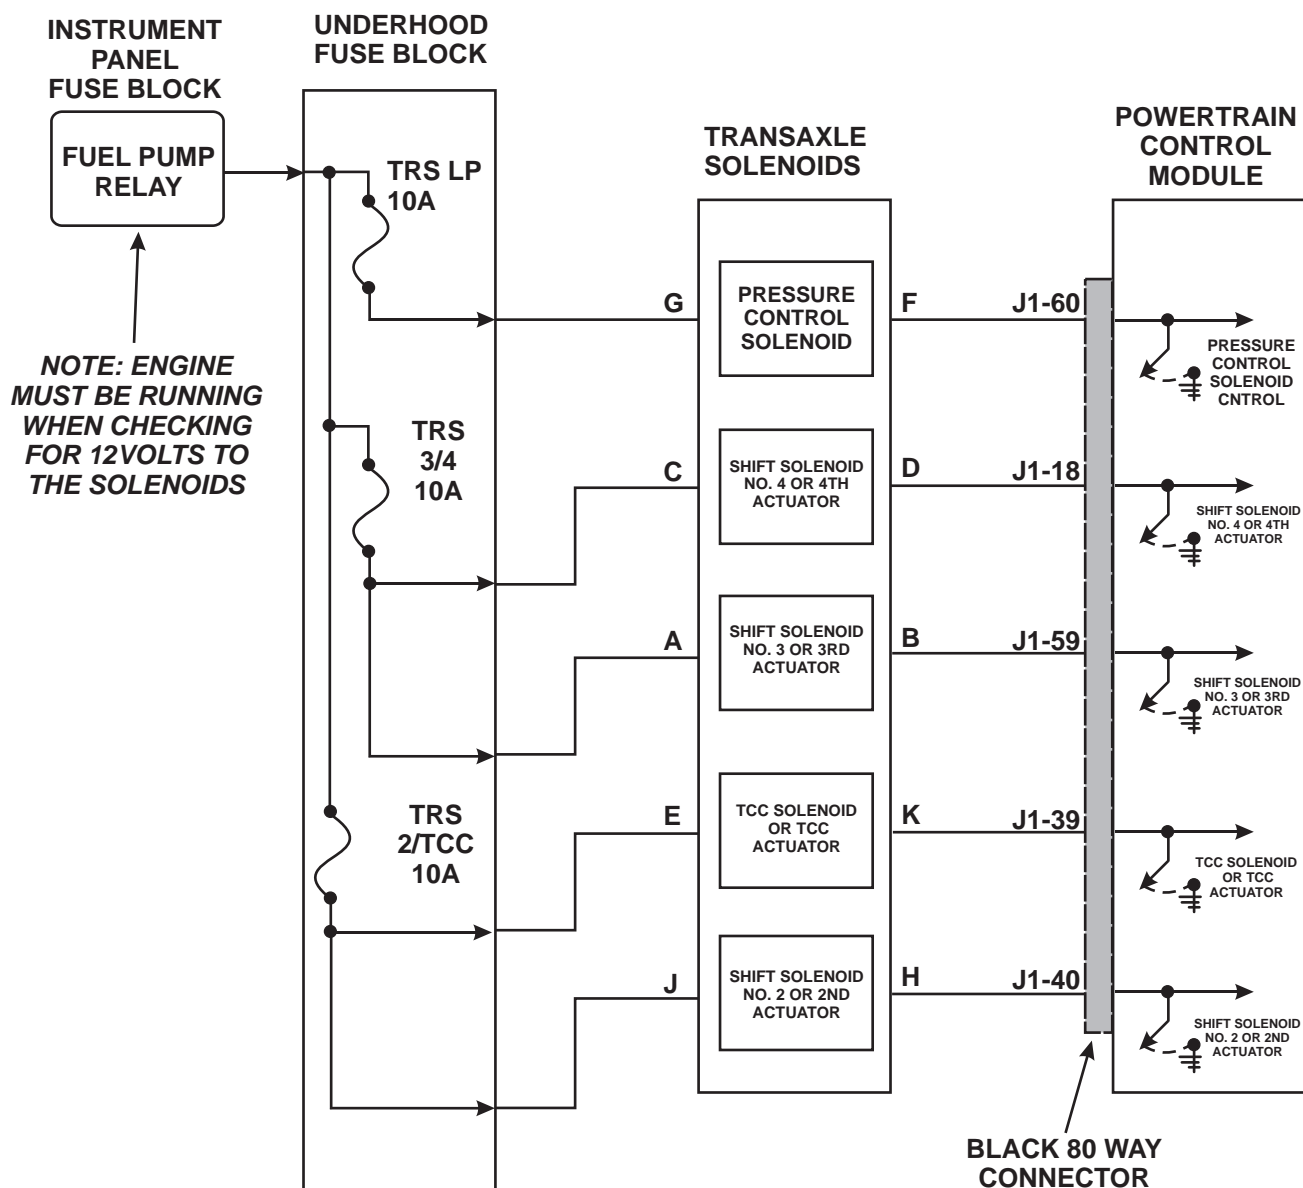 INSTRUMENT
PANEL
FUSE BLOCK
UNDERHOOD
FUSE BLOCK
FUEL PUMP
RELAY
NOTE: ENGINE
MUST BE RUNNING
WHEN CHECKING
FOR 12VOLTS TO
THE SOLENOIDS
TRS LP
10A
TRS
3/4
10A
TRS
2/TCC
10A
TRANSAXLE
SOLENOIDS
G
PRESSURE
CONTROL
SOLENOID
F
J1-60
C
SHIFT SOLENOID
NO. 4 OR 4TH
ACTUATOR
D
J1-18
A
SHIFT SOLENOID
NO. 3 OR 3RD
ACTUATOR
B
J1-59
E
TCC SOLENOID
OR TCC
ACTUATOR
K
J1-39
J
SHIFT SOLENOID
NO. 2 OR 2ND
ACTUATOR
H
J1-40
POWERTRAIN
CONTROL
MODULE
PRESSURE
CONTROL
SOLENOID
CNTROL
SHIFT SOLENOID
NO. 4 OR 4TH
ACTUATOR
SHIFT SOLENOID
NO. 3 OR 3RD
ACTUATOR
TCC SOLENOID
OR TCC
ACTUATOR
SHIFT SOLENOID
NO. 2 OR 2ND
ACTUATOR
BLACK 80 WAY
CONNECTOR